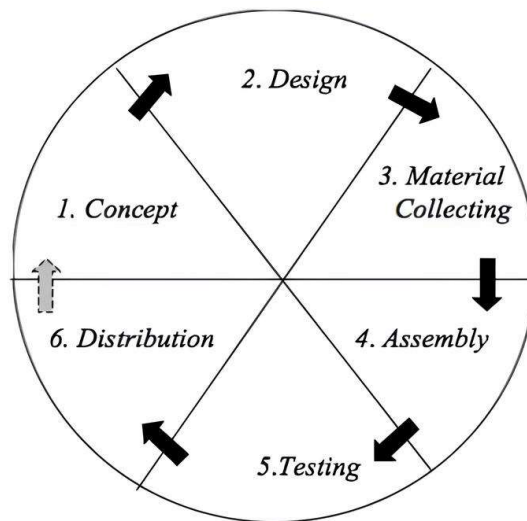 1. Concept
2. Design
3. Material
Collecting
4. Assembly
5.Testing
6. Distribution